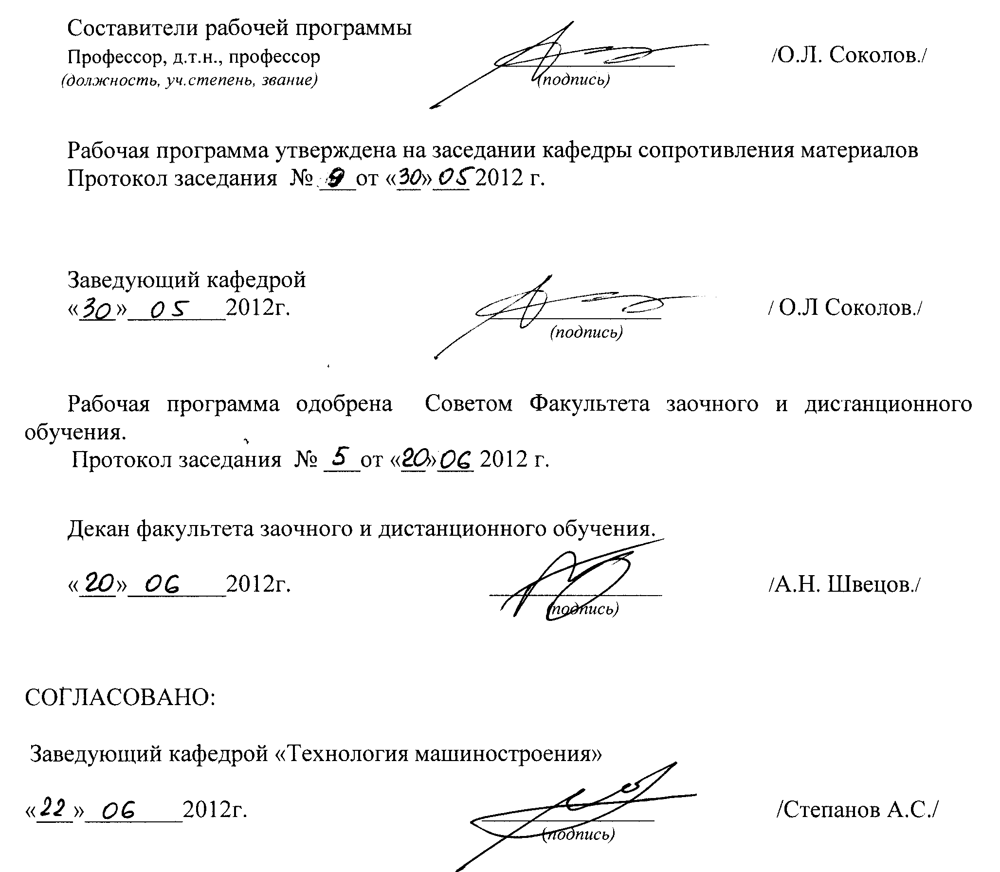 Составители рабочей программы
Профессор, д.т.н., профессор /О.Л. Соколов./
(должность, уч.степень, звание) (подпись)
Рабочая программа утверждена на заседании кафедры сопротивления материалов
Протокол заседания № 9 от «30» 05 2012 г.
Заведующий кафедрой
«30» 05 2012г. / О.Л Соколов./
(подпись)
Рабочая программа одобрена Советом Факультета заочного и дистанционного
обучения.
Протокол заседания № 5 от «20» 06 2012 г.
Декан факультета заочного и дистанционного обучения.
«20» 06 2012г. /А.Н. Швецов./
(подпись)
СОГЛАСОВАНО:
Заведующий кафедрой «Технология машиностроения»
«22» 06 2012г. /Степанов А.С./
(подпись)